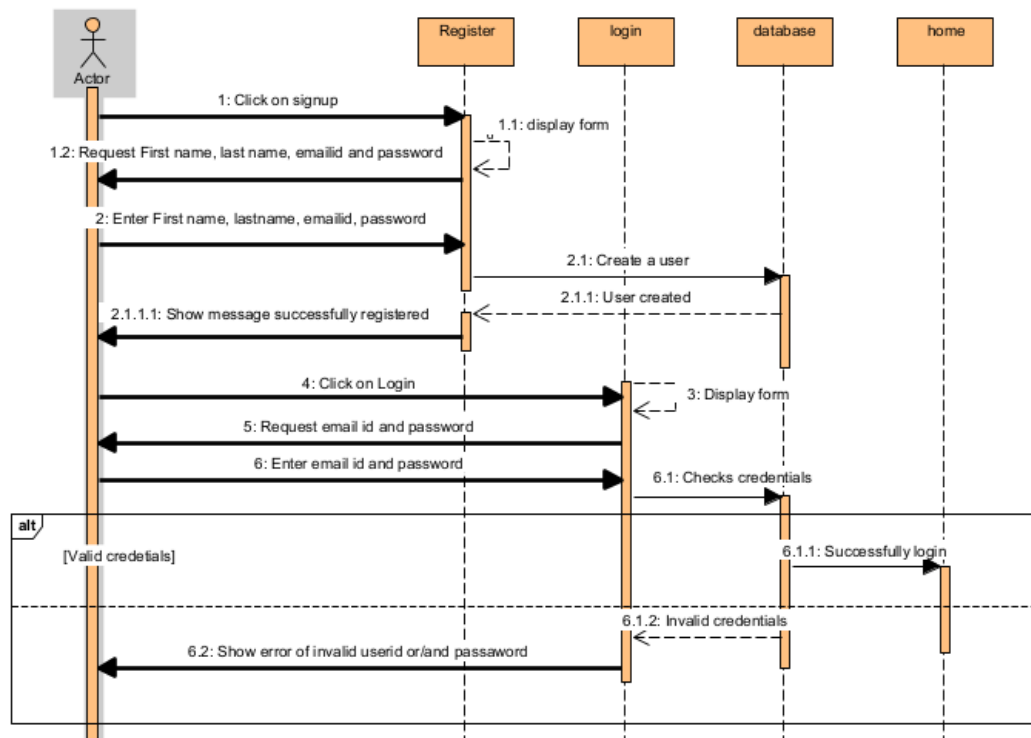 Actor
Register
login
database
home
1: Click on signup
1.1: display form
1.2: Request First name, last name, emailid and password
2: Enter First name, lastname, emailid, password
2.1: Create a user
2.1.1: User created
2.1.1.1: Show message successfully registered
4: Click on Login
3: Display form
5: Request email id and password
6: Enter email id and password
6.1: Checks credentials
alt
[Valid credetials]
6.1.1: Successfully login
6.1.2: Invalid credentials
6.2: Show error of invalid userid or/and passaword